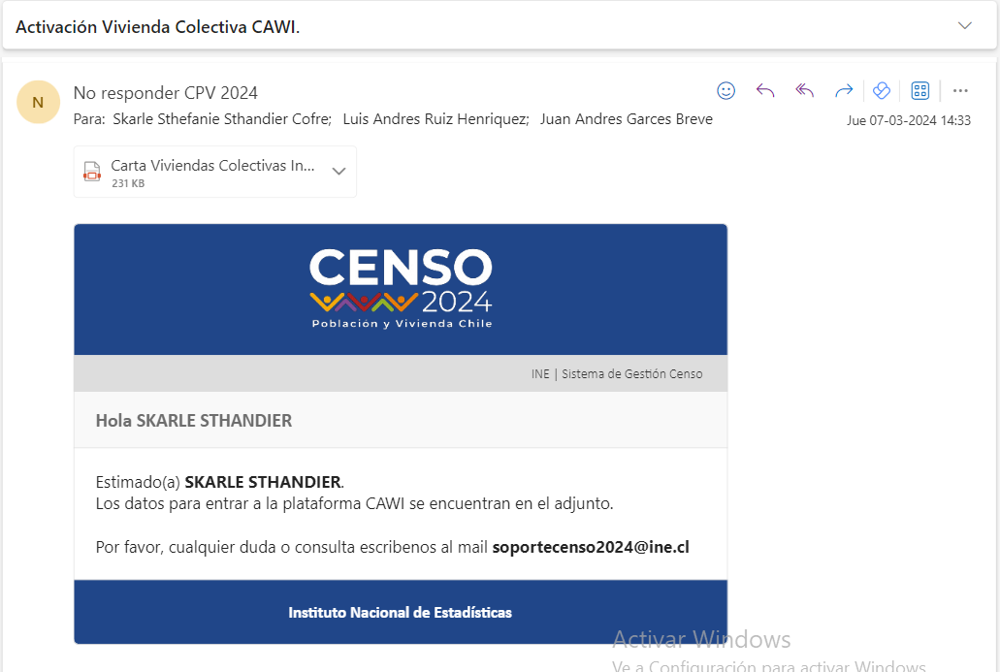 Activación Vivienda Colectiva CAWI.
N
No responder CPV 2024
Para: Skarle Sthefanie Sthandier Cofre; Luis Andres Ruiz Henriquez; Juan Andres Garces Breve
Jue 07-03-2024 14:33
Carta Viviendas Colectivas In...
231 KB
CENSO
2024
Población y Vivienda Chile
INE | Sistema de Gestión Censo
Hola SKARLE STHANDIER
Estimado(a) SKARLE STHANDIER.
Los datos para entrar a la plataforma CAWI se encuentran en el adjunto.
Por favor, cualquier duda o consulta escribenos al mail soportecenso2024@ine.cl
Instituto Nacional de Estadísticas
Activar Windows
Ve a Configuración para activar Windows.